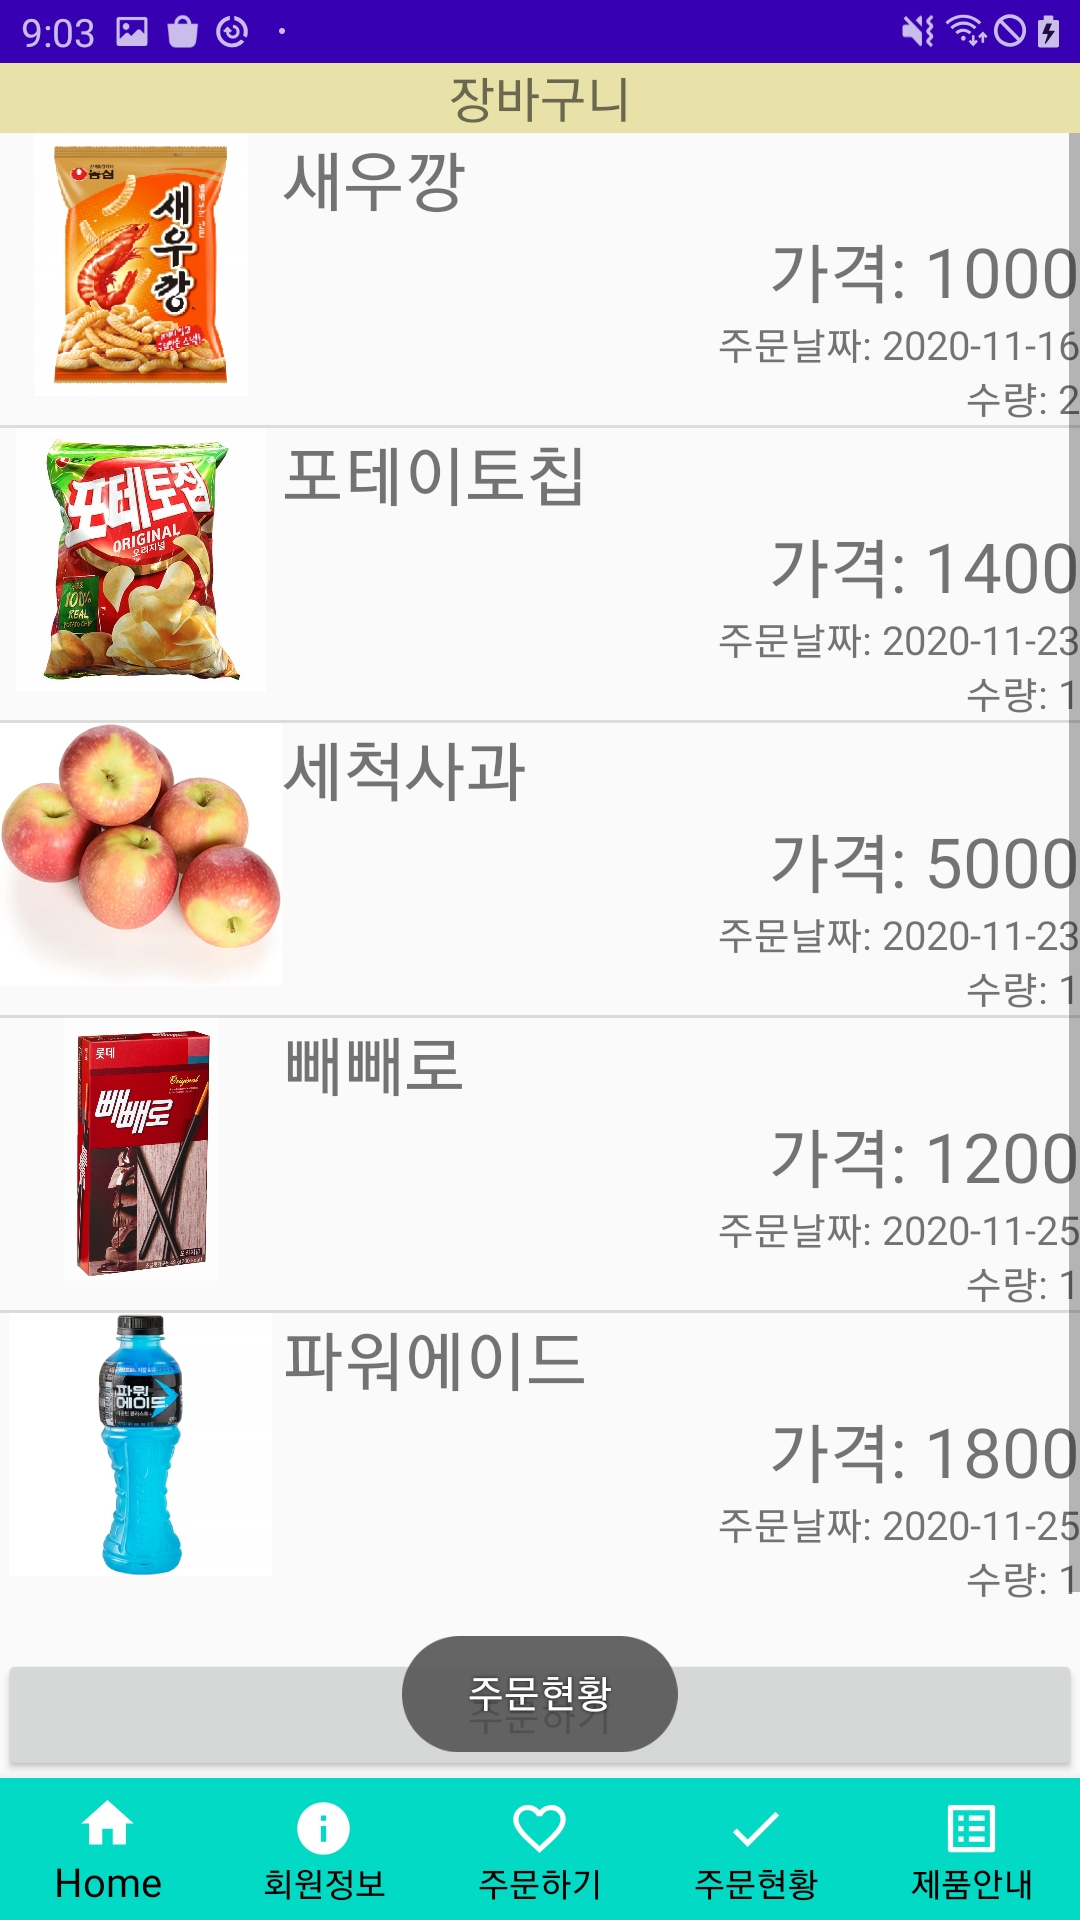 9:03
장바구니
농심
새우깡
새우깡
가격: 1000
주문날짜: 2020-11-16
수량: 2
포테토칩
ORIGINAL
오리지널
100%
REAL
포테이토칩
가격: 1400
주문날짜: 2020-11-23
수량: 1
세척사과
가격: 5000
주문날짜: 2020-11-23
수량: 1
롯데
Original
빼빼로
빼빼로
가격: 1200
주문날짜: 2020-11-25
수량: 1
파워
에이드
파워에이드
가격: 1800
주문날짜: 2020-11-25
수량: 1
주문현황
주문하기
Home
회원정보
주문하기
주문현황
제품안내